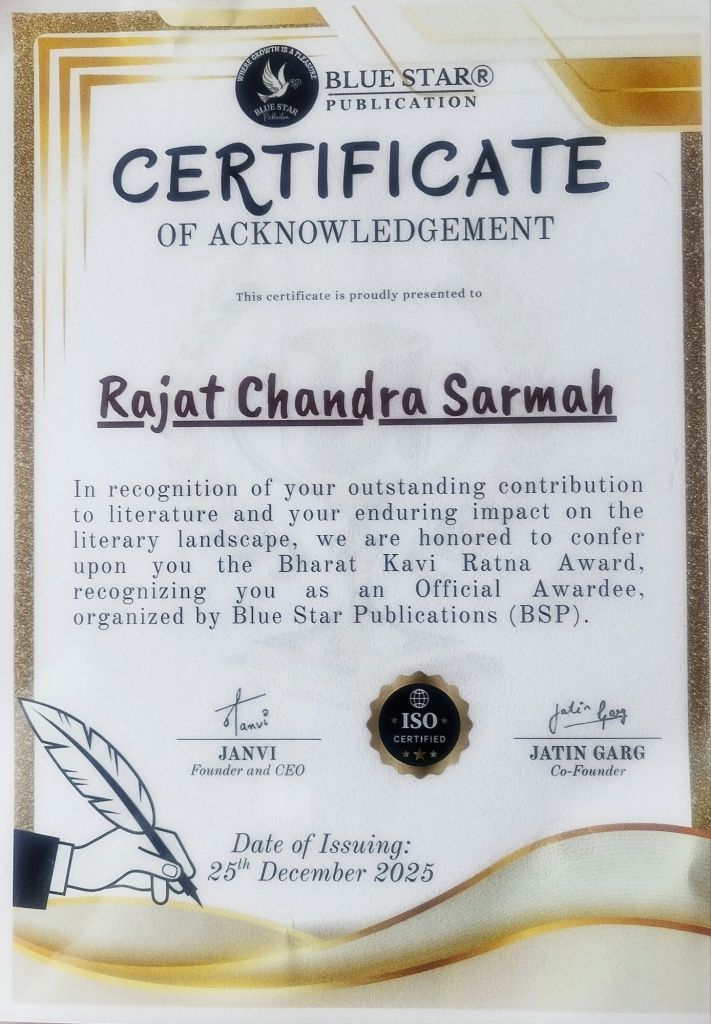 WHERE GROWTH IS A PLEASURE
BLUE STAR
Publication
BLUE STAR®
PUBLICATION
CERTIFICATE
OF ACKNOWLEDGEMENT
This certificate is proudly presented to
Rajat Chandra Sarmah
In recognition of your outstanding contribution
to literature and your enduring impact on the
literary landscape, we are honored to confer
upon you the Bharat Kavi Ratna Award,
recognizing you as an Official Awardee,
organized by Blue Star Publications (BSP).
Janvi
JANVI
Founder and CEO
ISO
CERTIFIED
Jatin Garg
JATIN GARG
Co-Founder
Date of Issuing:
25th December 2025